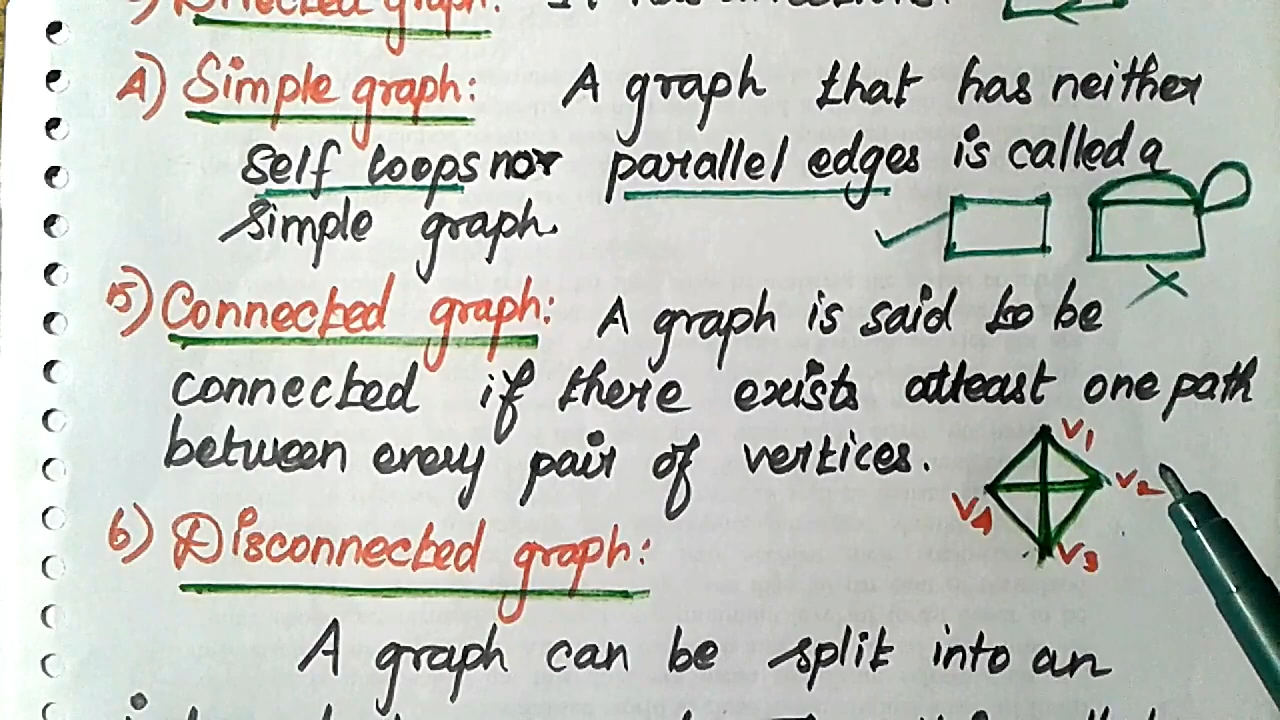 Directed graph:
4) Simple graph: A graph that has neither
self loops nor parallel edges is called a
simple graph.
5) Connected graph: A graph is said to be
connected if there exists atleast one path
between every pair of vertices.
V1
V2
V4
V3
6) Disconnected graph:
A graph can be split into an